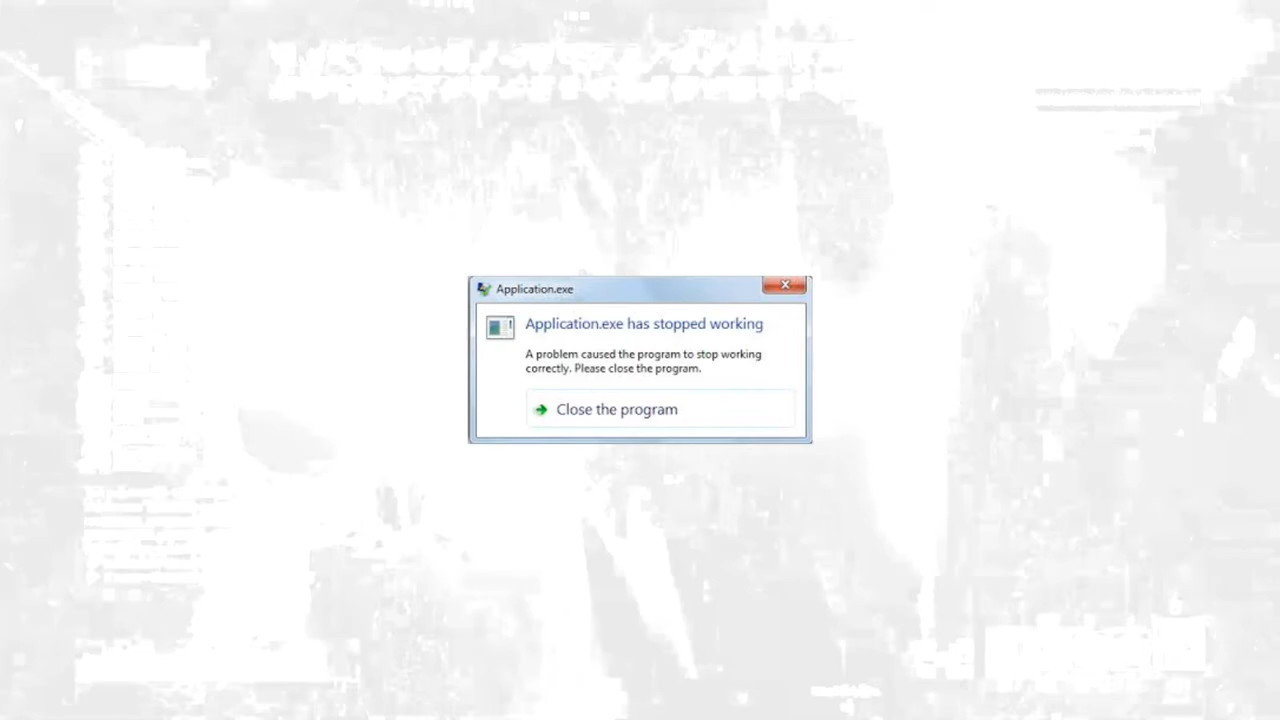 Application.exe
Application.exe has stopped working
A problem caused the program to stop working
correctly. Please close the program.
Close the program